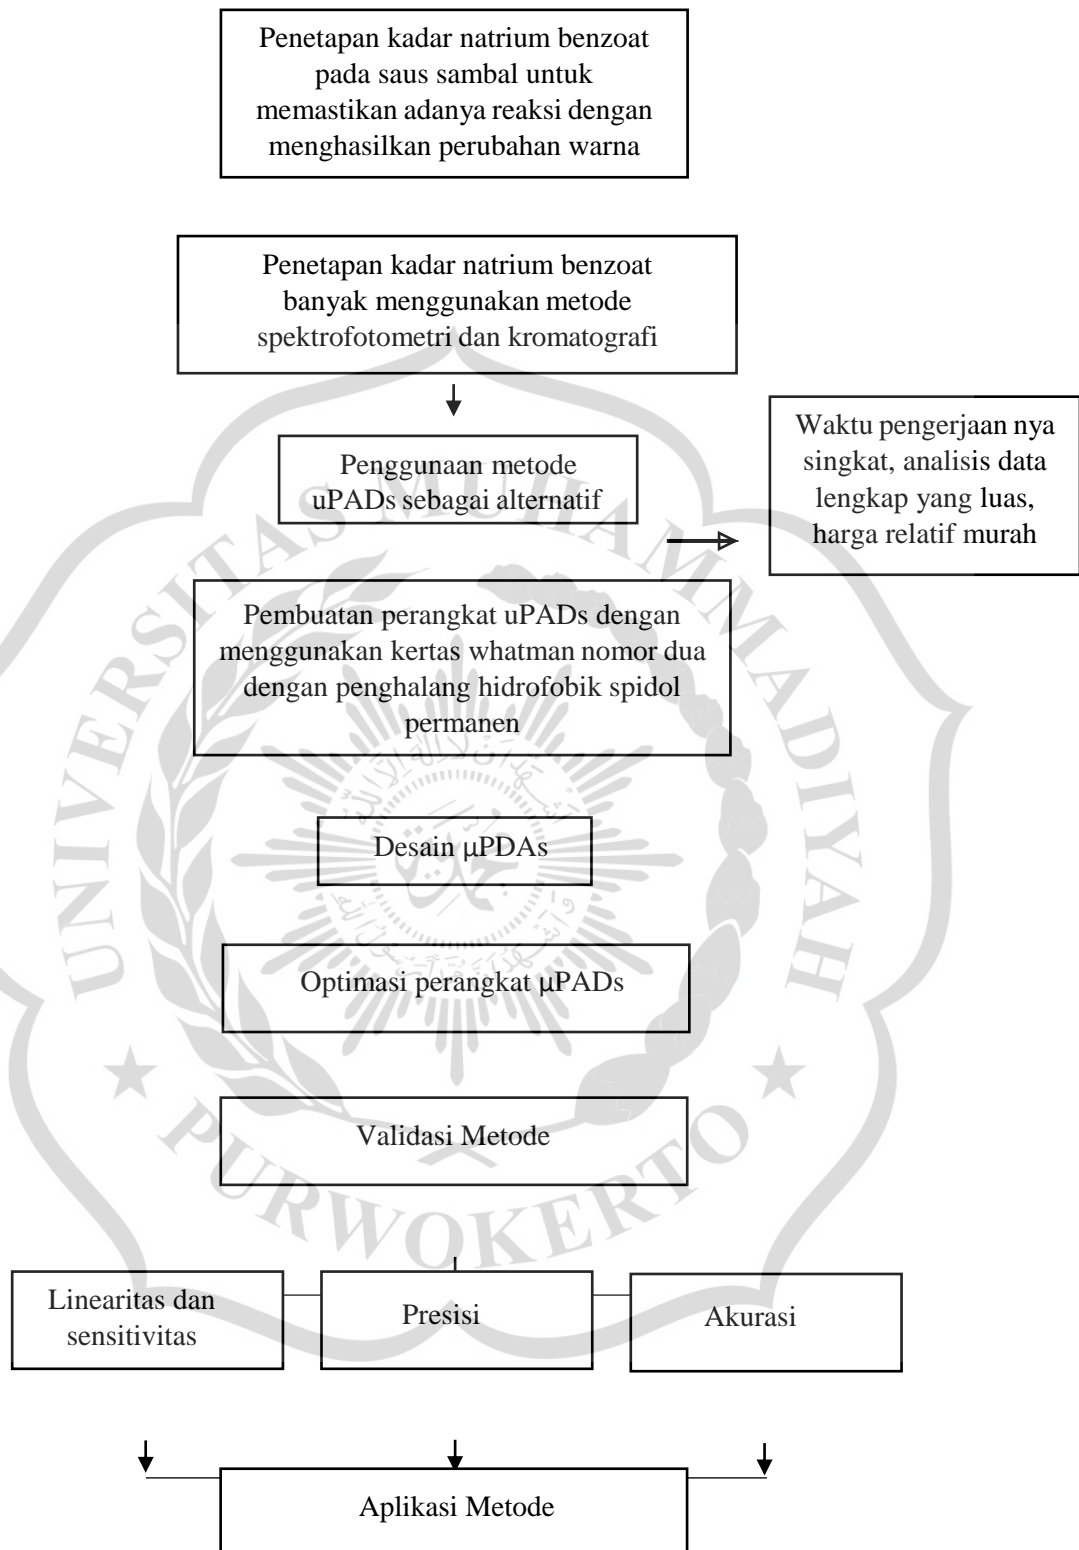 Penetapan kadar natrium benzoat
pada saus sambal untuk
memastikan adanya reaksi dengan
menghasilkan perubahan warna
Penetapan kadar natrium benzoat
banyak menggunakan metode
spektrofotometri dan kromatografi
Penggunaan metode
uPADs sebagai alternatif
Waktu pengerjaan nya
singkat, analisis data
lengkap yang luas,
harga relatif murah
Pembuatan perangkat uPADs dengan
menggunakan kertas whatman nomor dua
dengan penghalang hidrofobik spidol
permanen
Desain µPDAs
Optimasi perangkat µPADs
Validasi Metode
Linearitas dan
sensitivitas
Presisi
Akurasi
Aplikasi Metode
UNIVERSITAS MUHAMMADIYAH
PURWOKERTO